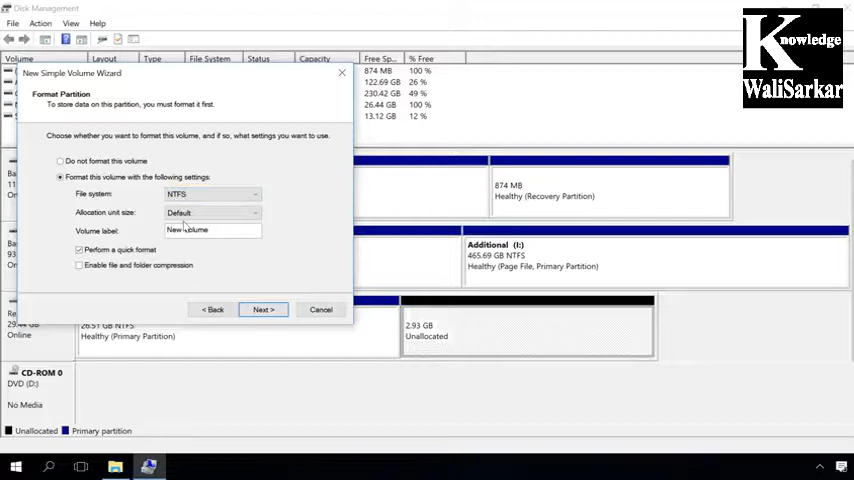 Disk Management
File Action View Help
Volume Layout Type File System Status Capacity Free Sp... % Free
874 MB 100 %
122.69 GB 26 %
230.42 GB 49 %
26.44 GB 100 %
13.12 GB 12 %
Knowledge
WaliSarkar
New Simple Volume Wizard
Format Partition
To store data on this partition, you must format it first.
Choose whether you want to format this volume, and if so, what settings you want to use.
Do not format this volume
Format this volume with the following settings:
File system: NTFS
Allocation unit size: Default
Volume label: New Volume
Perform a quick format
Enable file and folder compression
< Back Next > Cancel
874 MB
Healthy (Recovery Partition)
Additional (I:)
465.69 GB NTFS
Healthy (Page File, Primary Partition)
Ba
11
Ba
Re
Online
26.51 GB NTFS
Healthy (Primary Partition)
2.93 GB
Unallocated
CD-ROM 0
DVD (D:)
No Media
Unallocated Primary partition